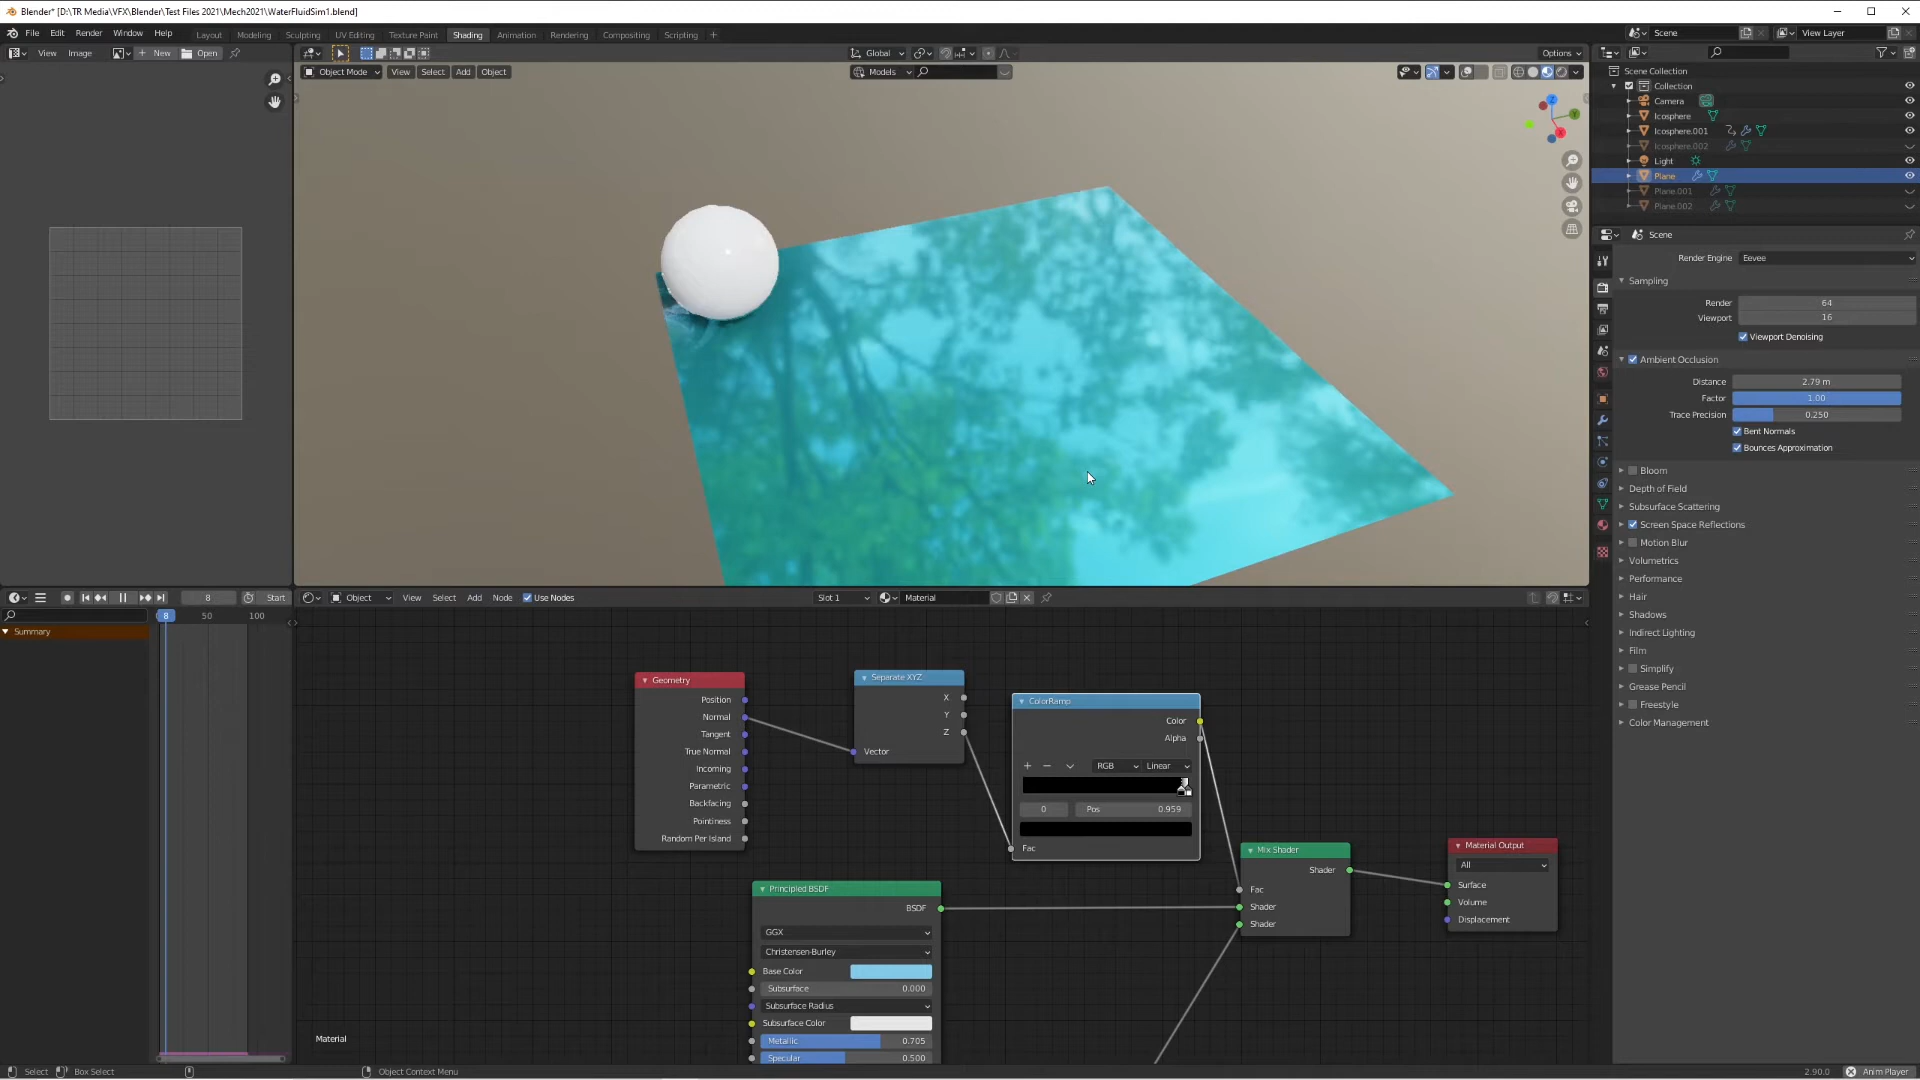 Blender* [D:\TR Media\VFX\Blender\Test Files 2021\Mech2021\WaterFluidSim1.blend]
File Edit Render Window Help Layout Modeling Sculpting UV Editing Texture Paint Shading Animation Rendering Compositing Scripting + Scene View Layer
View Image + New Open Global Options
Object Mode View Select Add Object Models
Scene Collection
Collection
Camera
Icosphere
Icosphere.001
Icosphere.002
Light
Plane
Plane.001
Plane.002
Scene
Render Engine Eevee
Sampling
Render 64
Viewport 16
Viewport Denoising
Ambient Occlusion
Distance 2.79 m
Factor 1.00
Trace Precision 0.250
Bent Normals
Bounces Approximation
Bloom
Depth of Field
Subsurface Scattering
Screen Space Reflections
Motion Blur
Volumetrics
Performance
Hair
Shadows
Indirect Lighting
Film
Simplify
Grease Pencil
Freestyle
Color Management
8 Start
8 50 100
Summary
Object View Select Add Node Use Nodes Slot 1 Material
Geometry
Position
Normal
Tangent
True Normal
Incoming
Parametric
Backfacing
Pointiness
Random Per Island
Separate XYZ
X
Y
Z
Vector
ColorRamp
Color
Alpha
+ − RGB Linear
0 Pos 0.959
Fac
Principled BSDF
BSDF
GGX
Christensen-Burley
Base Color
Subsurface 0.000
Subsurface Radius
Subsurface Color
Metallic 0.705
Specular 0.500
Mix Shader
Shader
Fac
Shader
Shader
Material Output
All
Surface
Volume
Displacement
Material
Select Box Select Object Context Menu 2.90.0 Anim Player